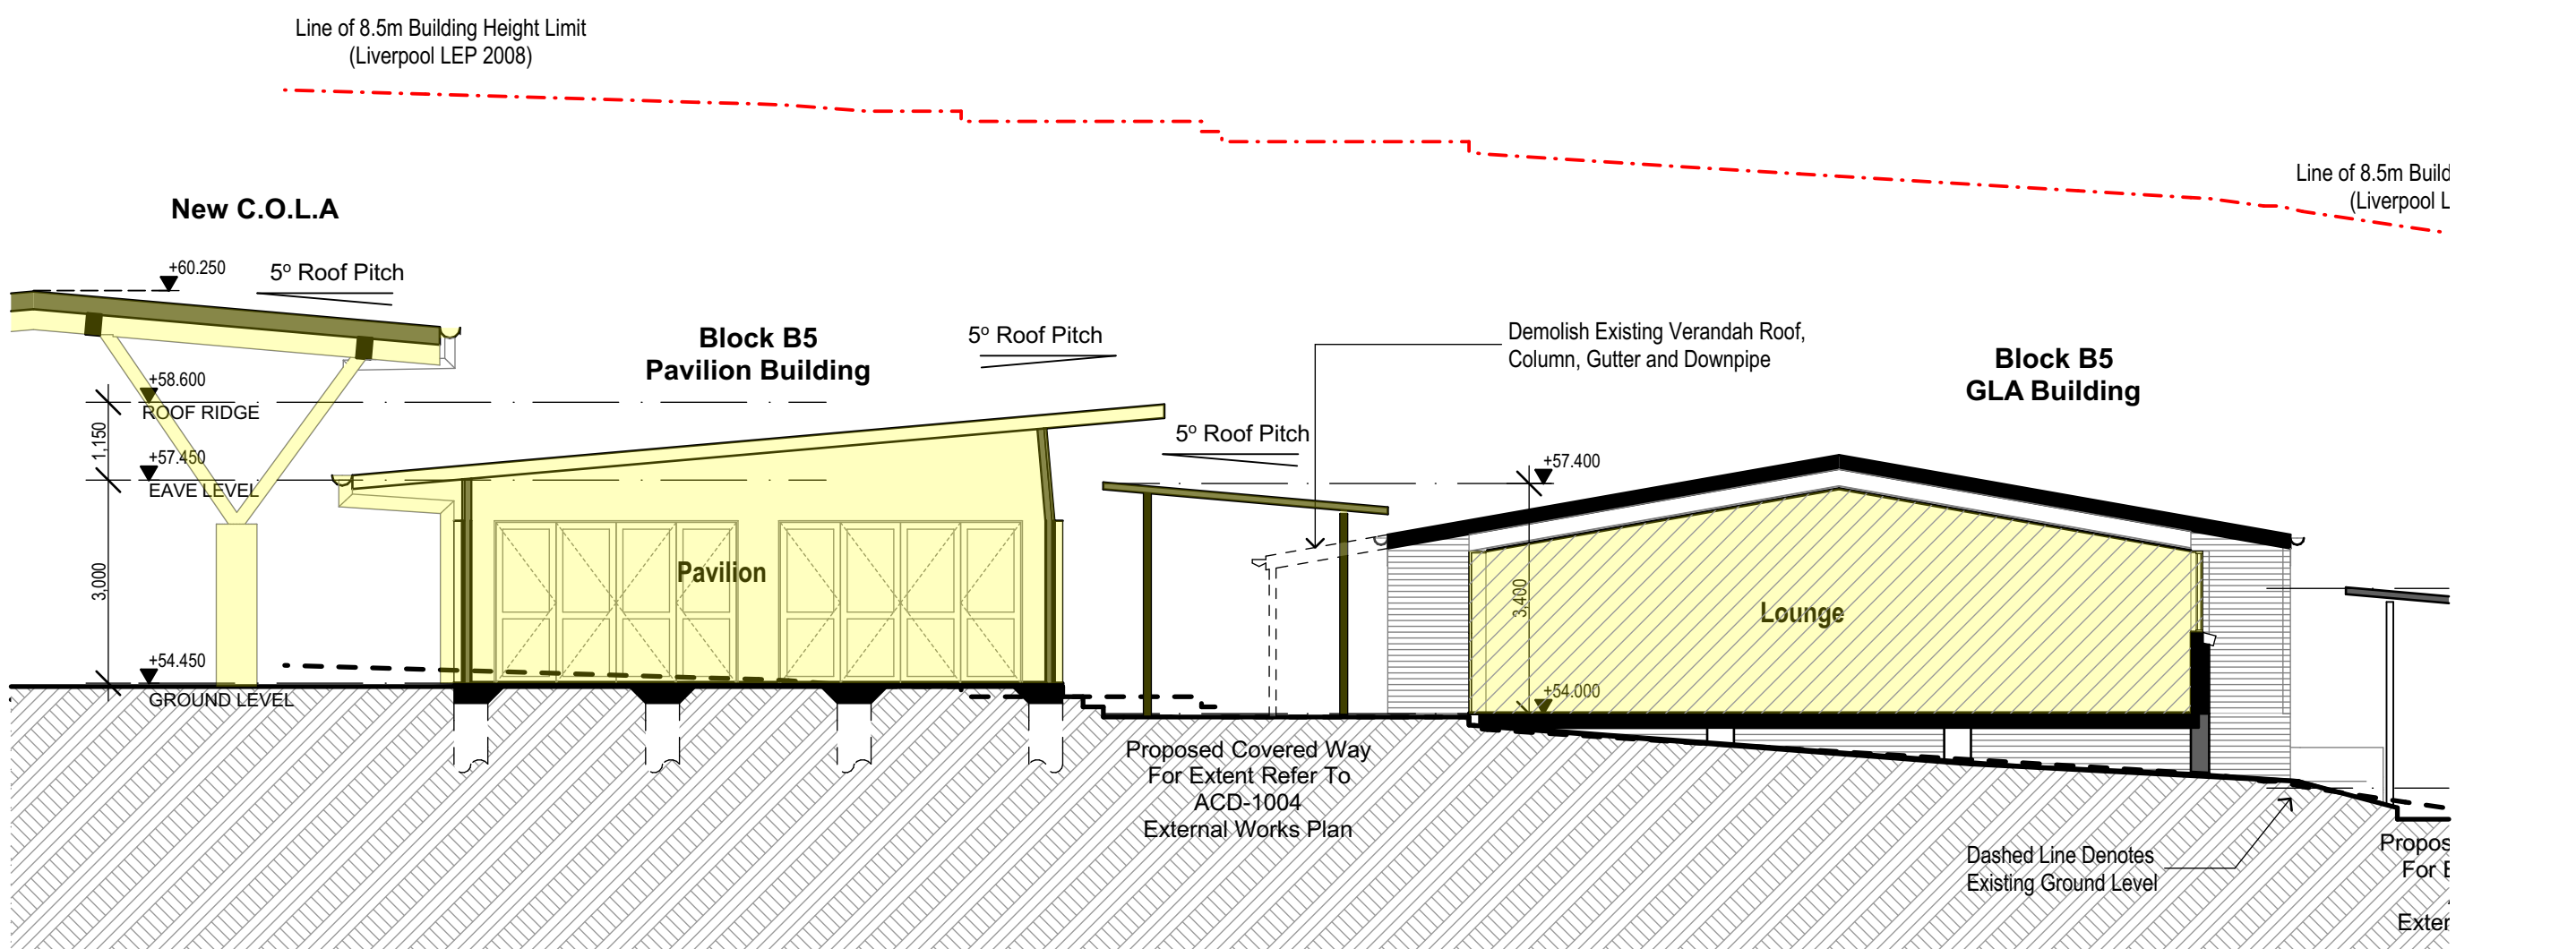 Line of 8.5m Building Height Limit
(Liverpool LEP 2008)
Line of 8.5m Build
(Liverpool L
New C.O.L.A
+60.250
5º Roof Pitch
Block B5
Pavilion Building
5º Roof Pitch
Demolish Existing Verandah Roof,
Column, Gutter and Downpipe
Block B5
GLA Building
+58.600
ROOF RIDGE
1,150
+57.450
EAVE LEVEL
5º Roof Pitch
+57.400
3,000
Pavilion
3,400
Lounge
+54.450
GROUND LEVEL
+54.000
Proposed Covered Way
For Extent Refer To
ACD-1004
External Works Plan
Dashed Line Denotes
Existing Ground Level
Propos
For E
Exter